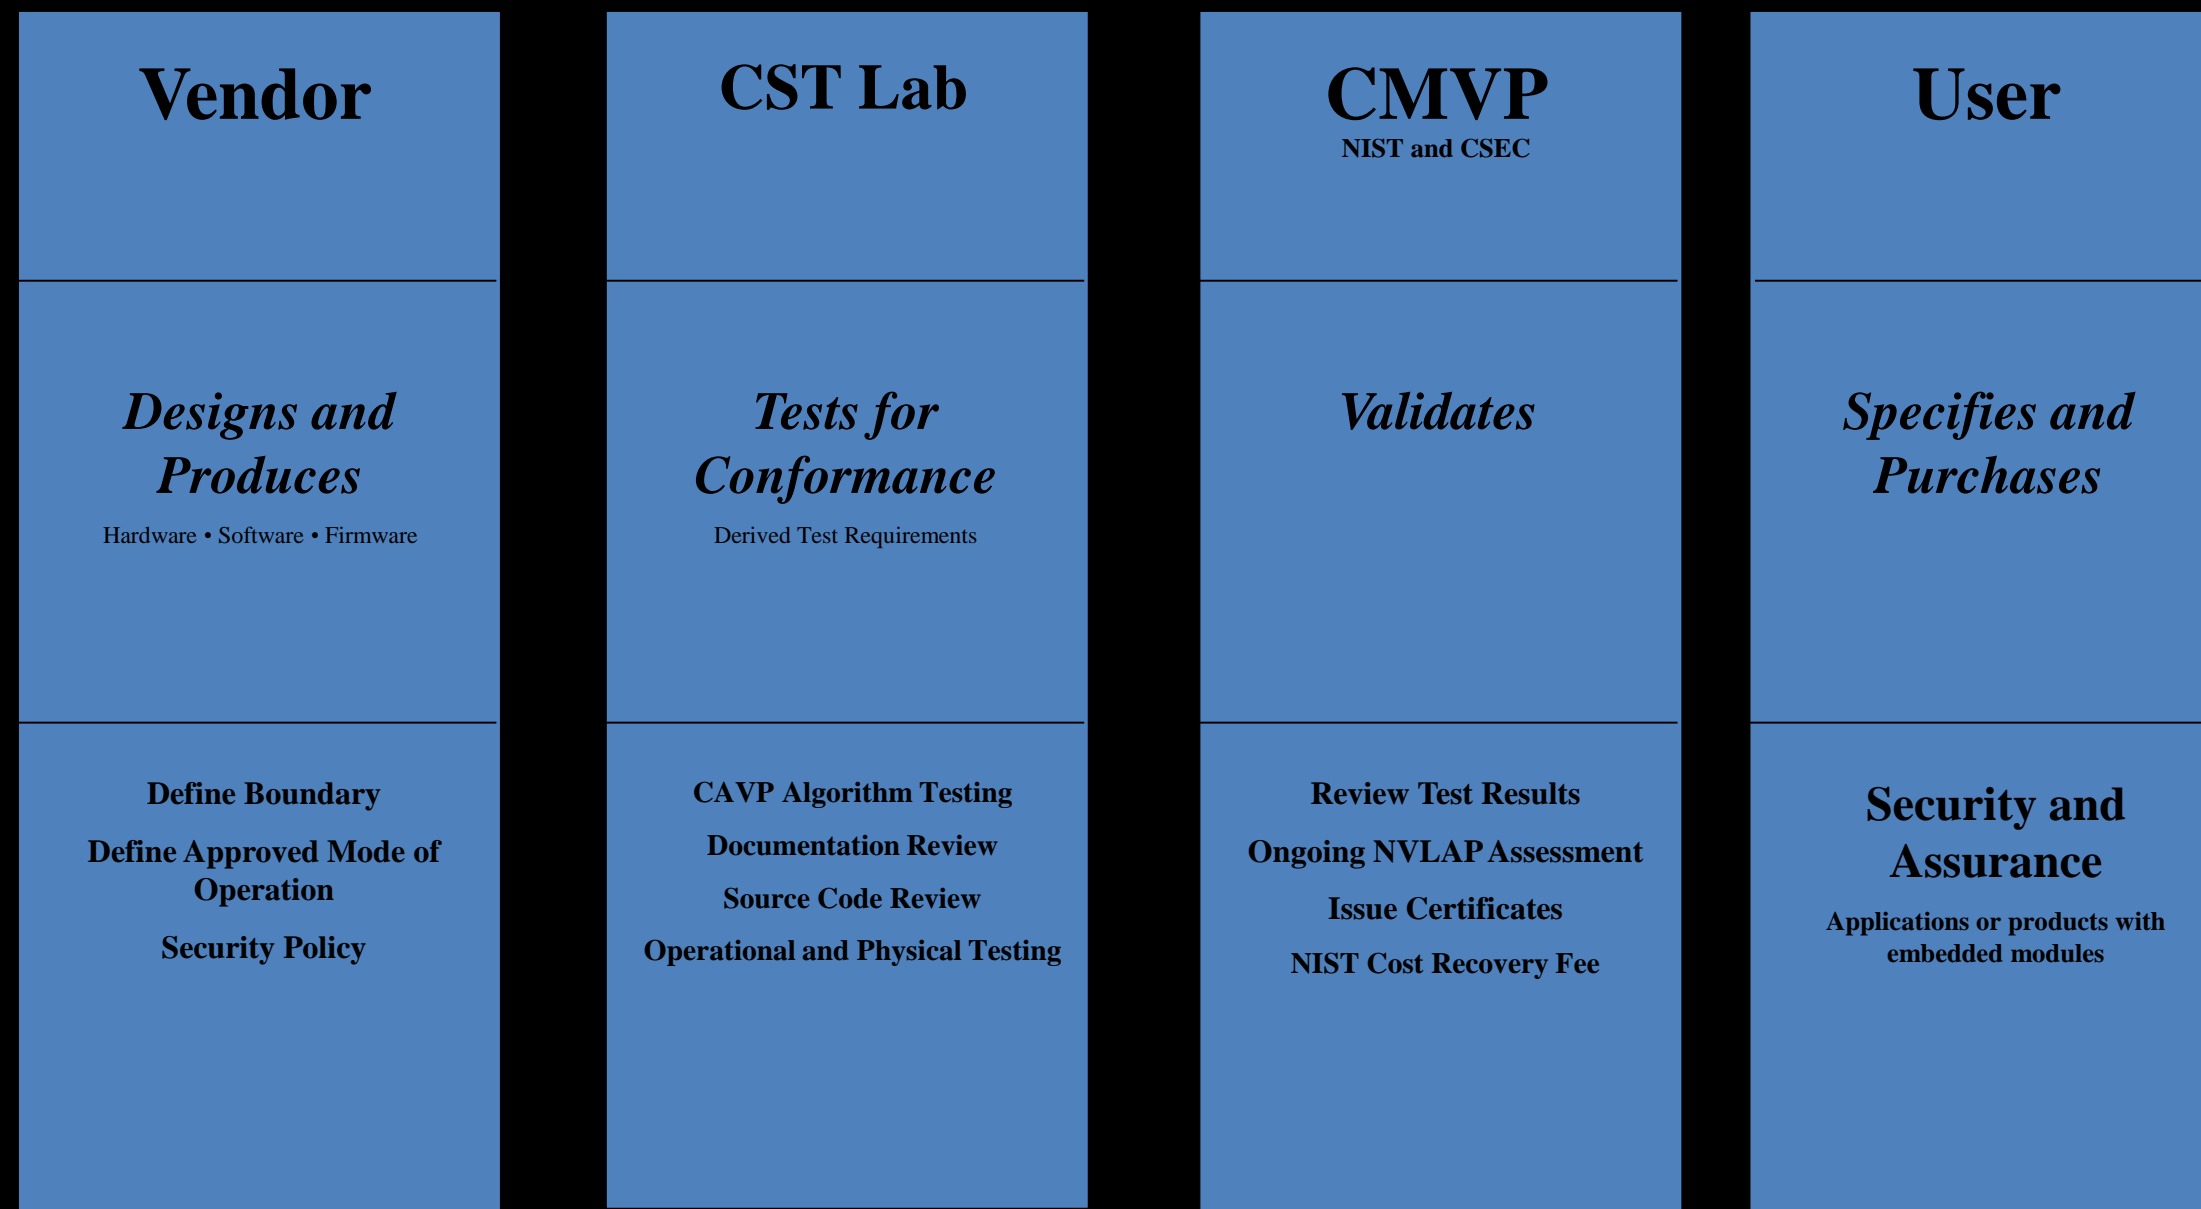 Vendor
Designs and
Produces
Hardware • Software • Firmware
Define Boundary
Define Approved Mode of
Operation
Security Policy
CST Lab
Tests for
Conformance
Derived Test Requirements
CAVP Algorithm Testing
Documentation Review
Source Code Review
Operational and Physical Testing
CMVP
NIST and CSEC
Validates
Review Test Results
Ongoing NVLAP Assessment
Issue Certificates
NIST Cost Recovery Fee
User
Specifies and
Purchases
Security and
Assurance
Applications or products with
embedded modules